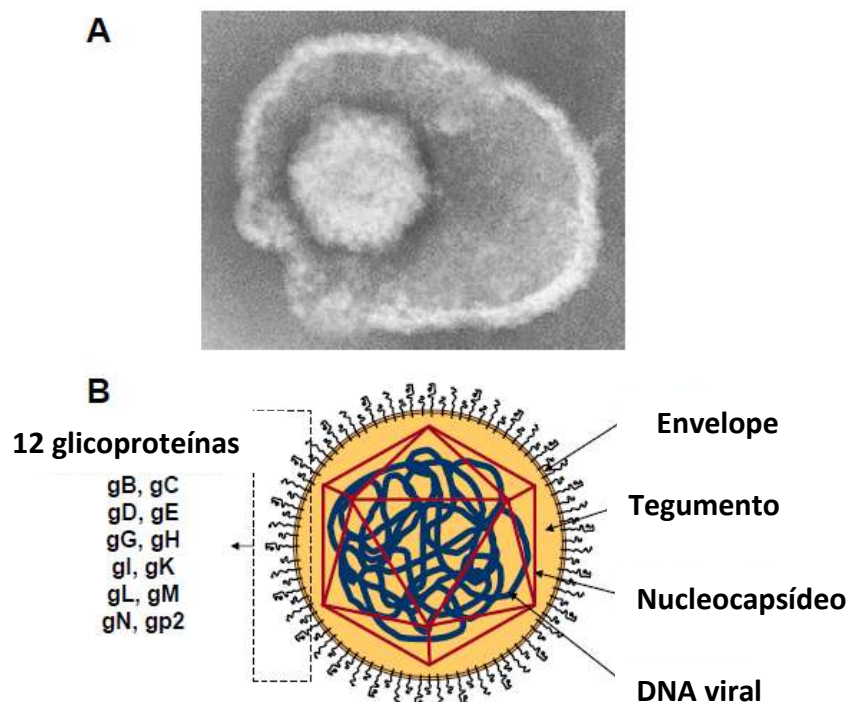 A
B
12 glicoproteínas
gB, gC
gD, gE
gG, gH
gI, gK
gL, gM
gN, gp2
Envelope
Tegumento
Nucleocapsídeo
DNA viral